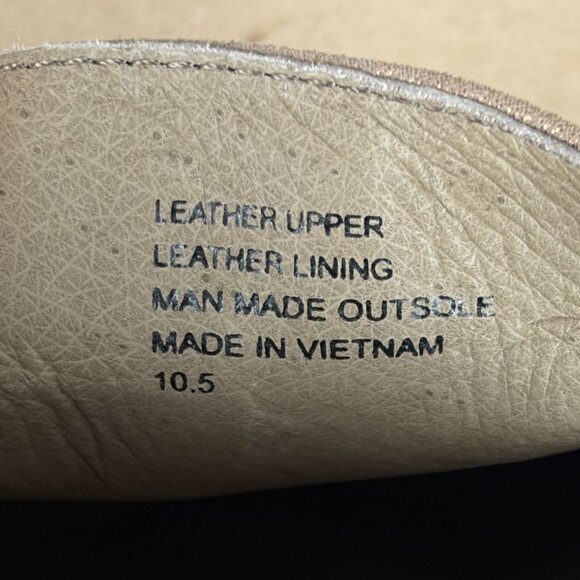 LEATHER UPPER
LEATHER LINING
MAN MADE OUTSOLE
MADE IN VIETNAM
10.5